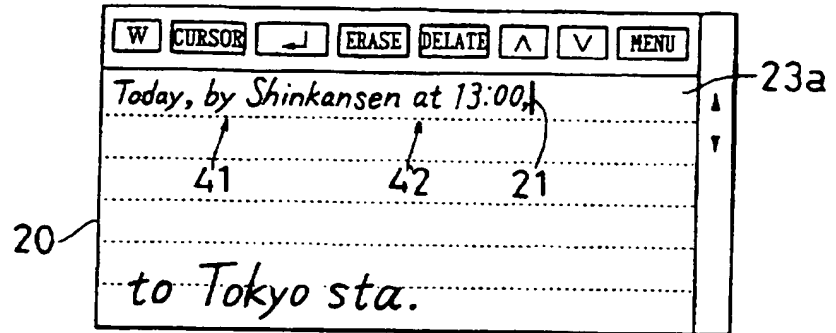 W CURSOR ↵ ERASE DELATE ∧ ∨ MENU
23a
Today, by Shinkansen at 13:00,
41 42 21
20
to Tokyo sta.